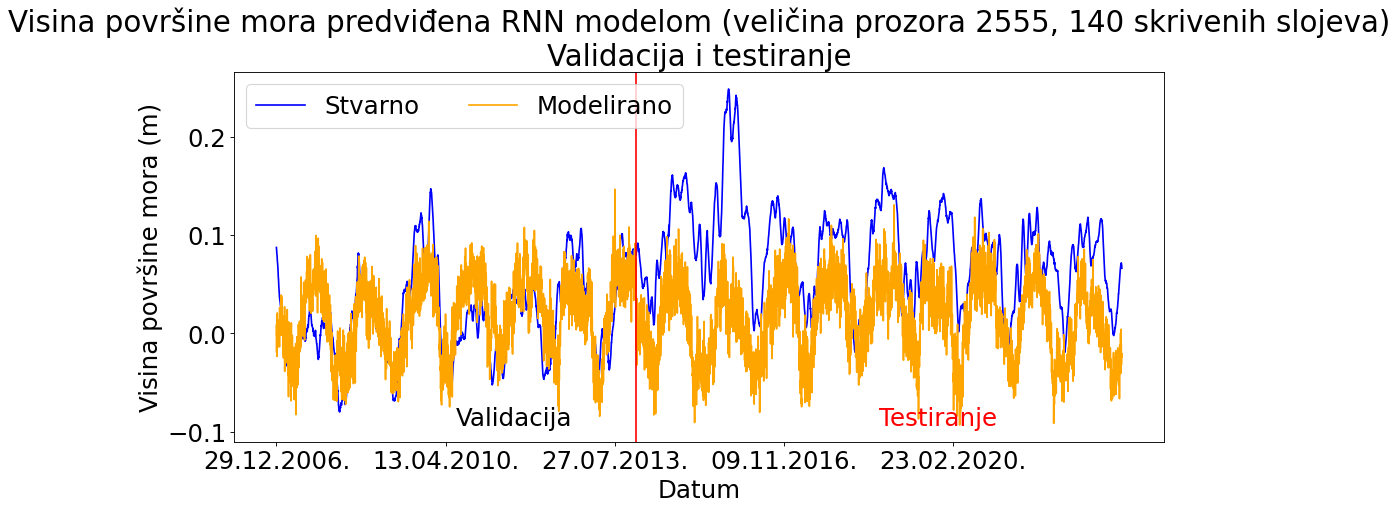 Visina površine mora predviđena RNN modelom (veličina prozora 2555, 140 skrivenih slojeva)
Validacija i testiranje
Stvarno
Modelirano
Visina površine mora (m)
0.2
0.1
0.0
−0.1
Validacija
Testiranje
29.12.2006.
13.04.2010.
27.07.2013.
09.11.2016.
23.02.2020.
Datum